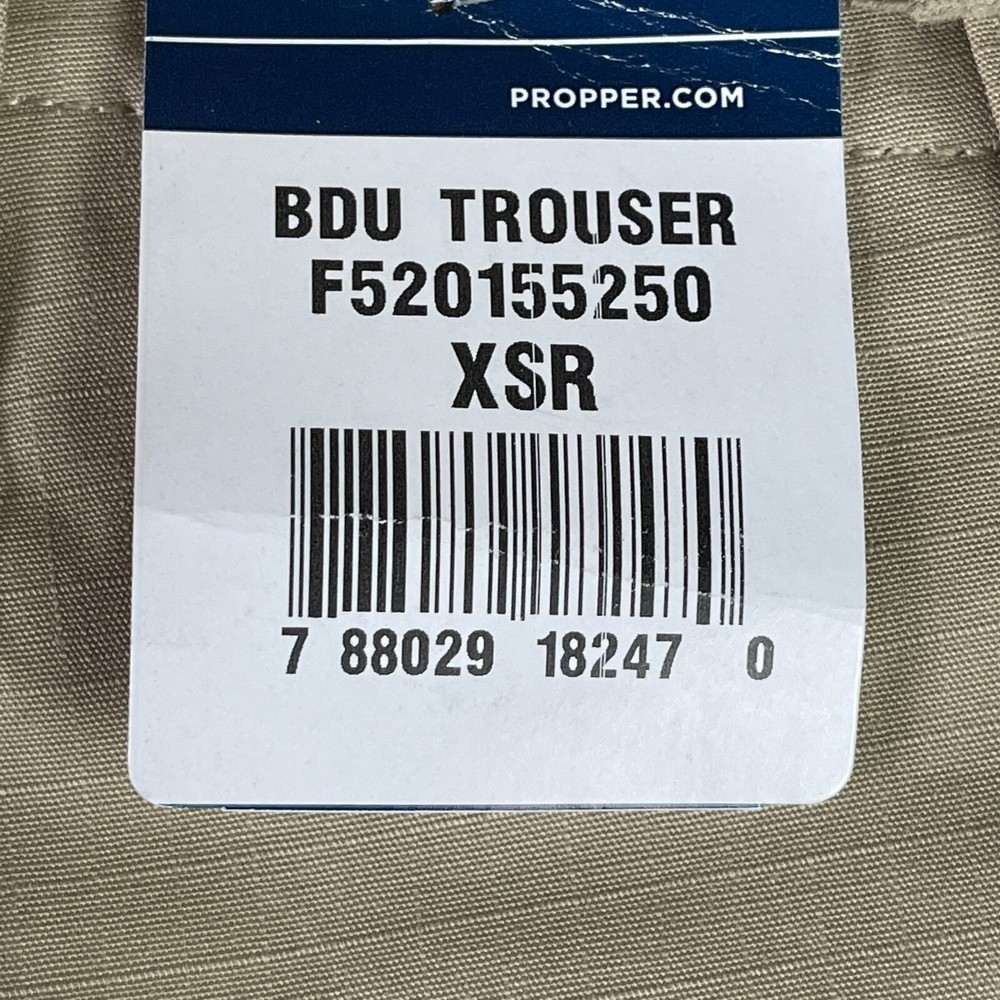 PROPPER.COM
BDU TROUSER
F520155250
XSR
7 88029 18247 0